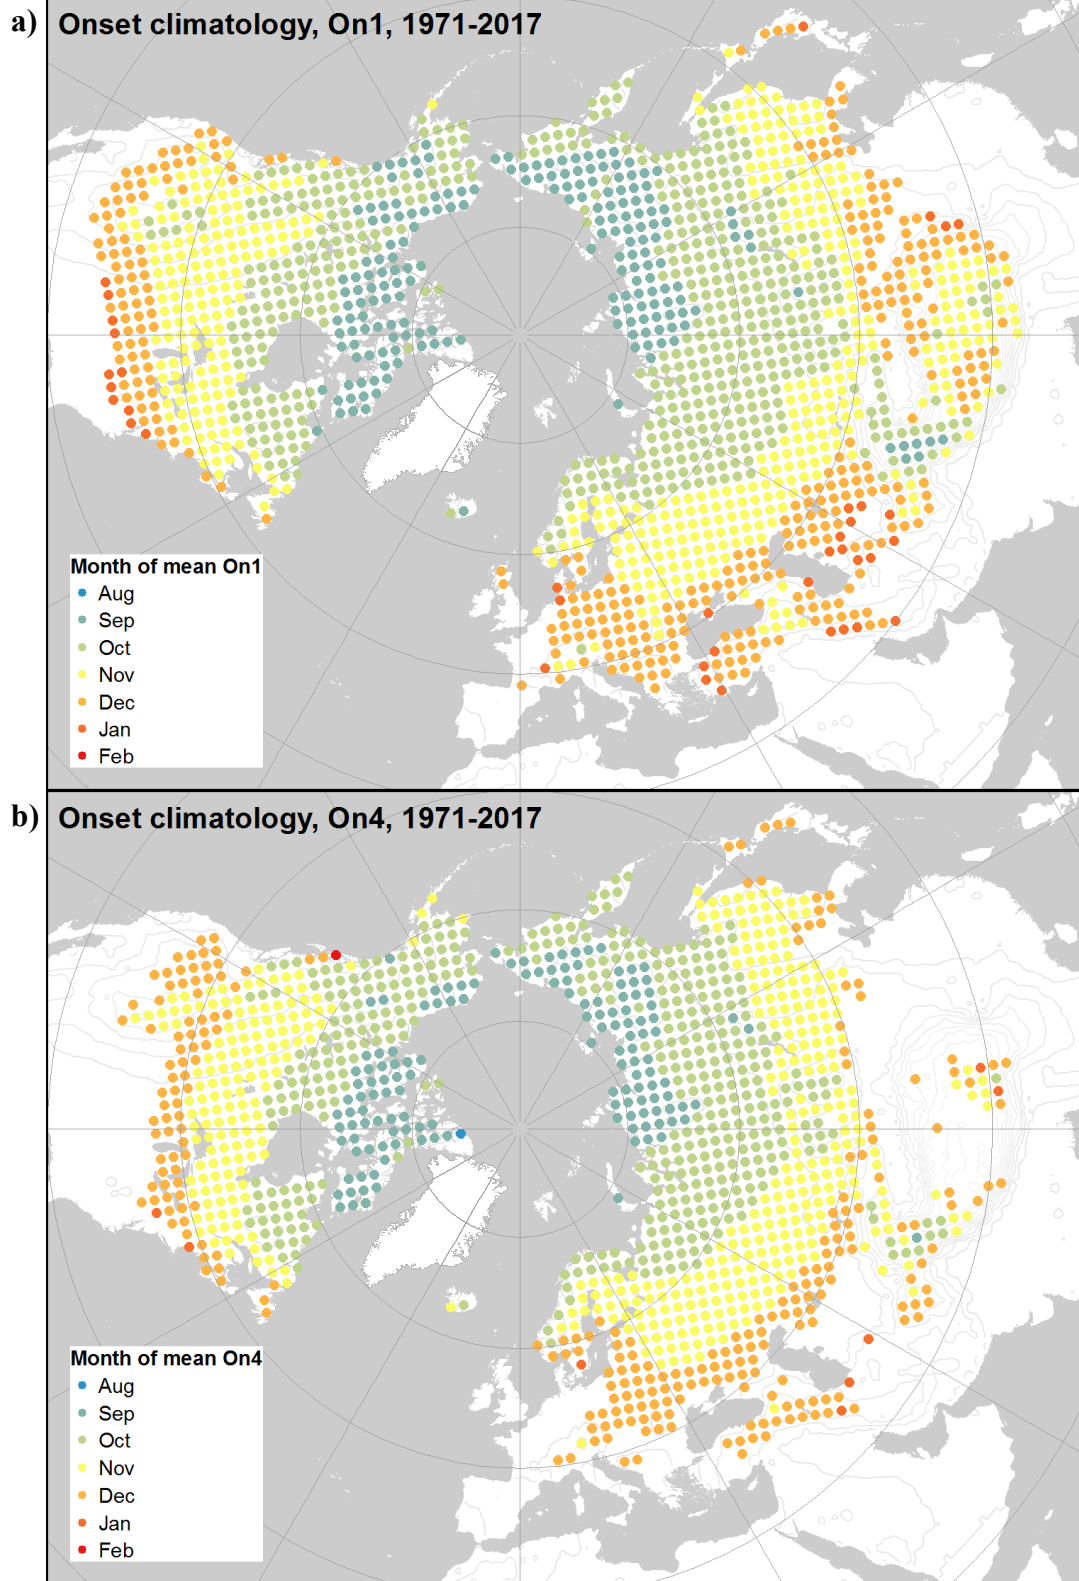 a)
Onset climatology, On1, 1971-2017
Month of mean On1
Aug
Sep
Oct
Nov
Dec
Jan
Feb
b)
Onset climatology, On4, 1971-2017
Month of mean On4
Aug
Sep
Oct
Nov
Dec
Jan
Feb